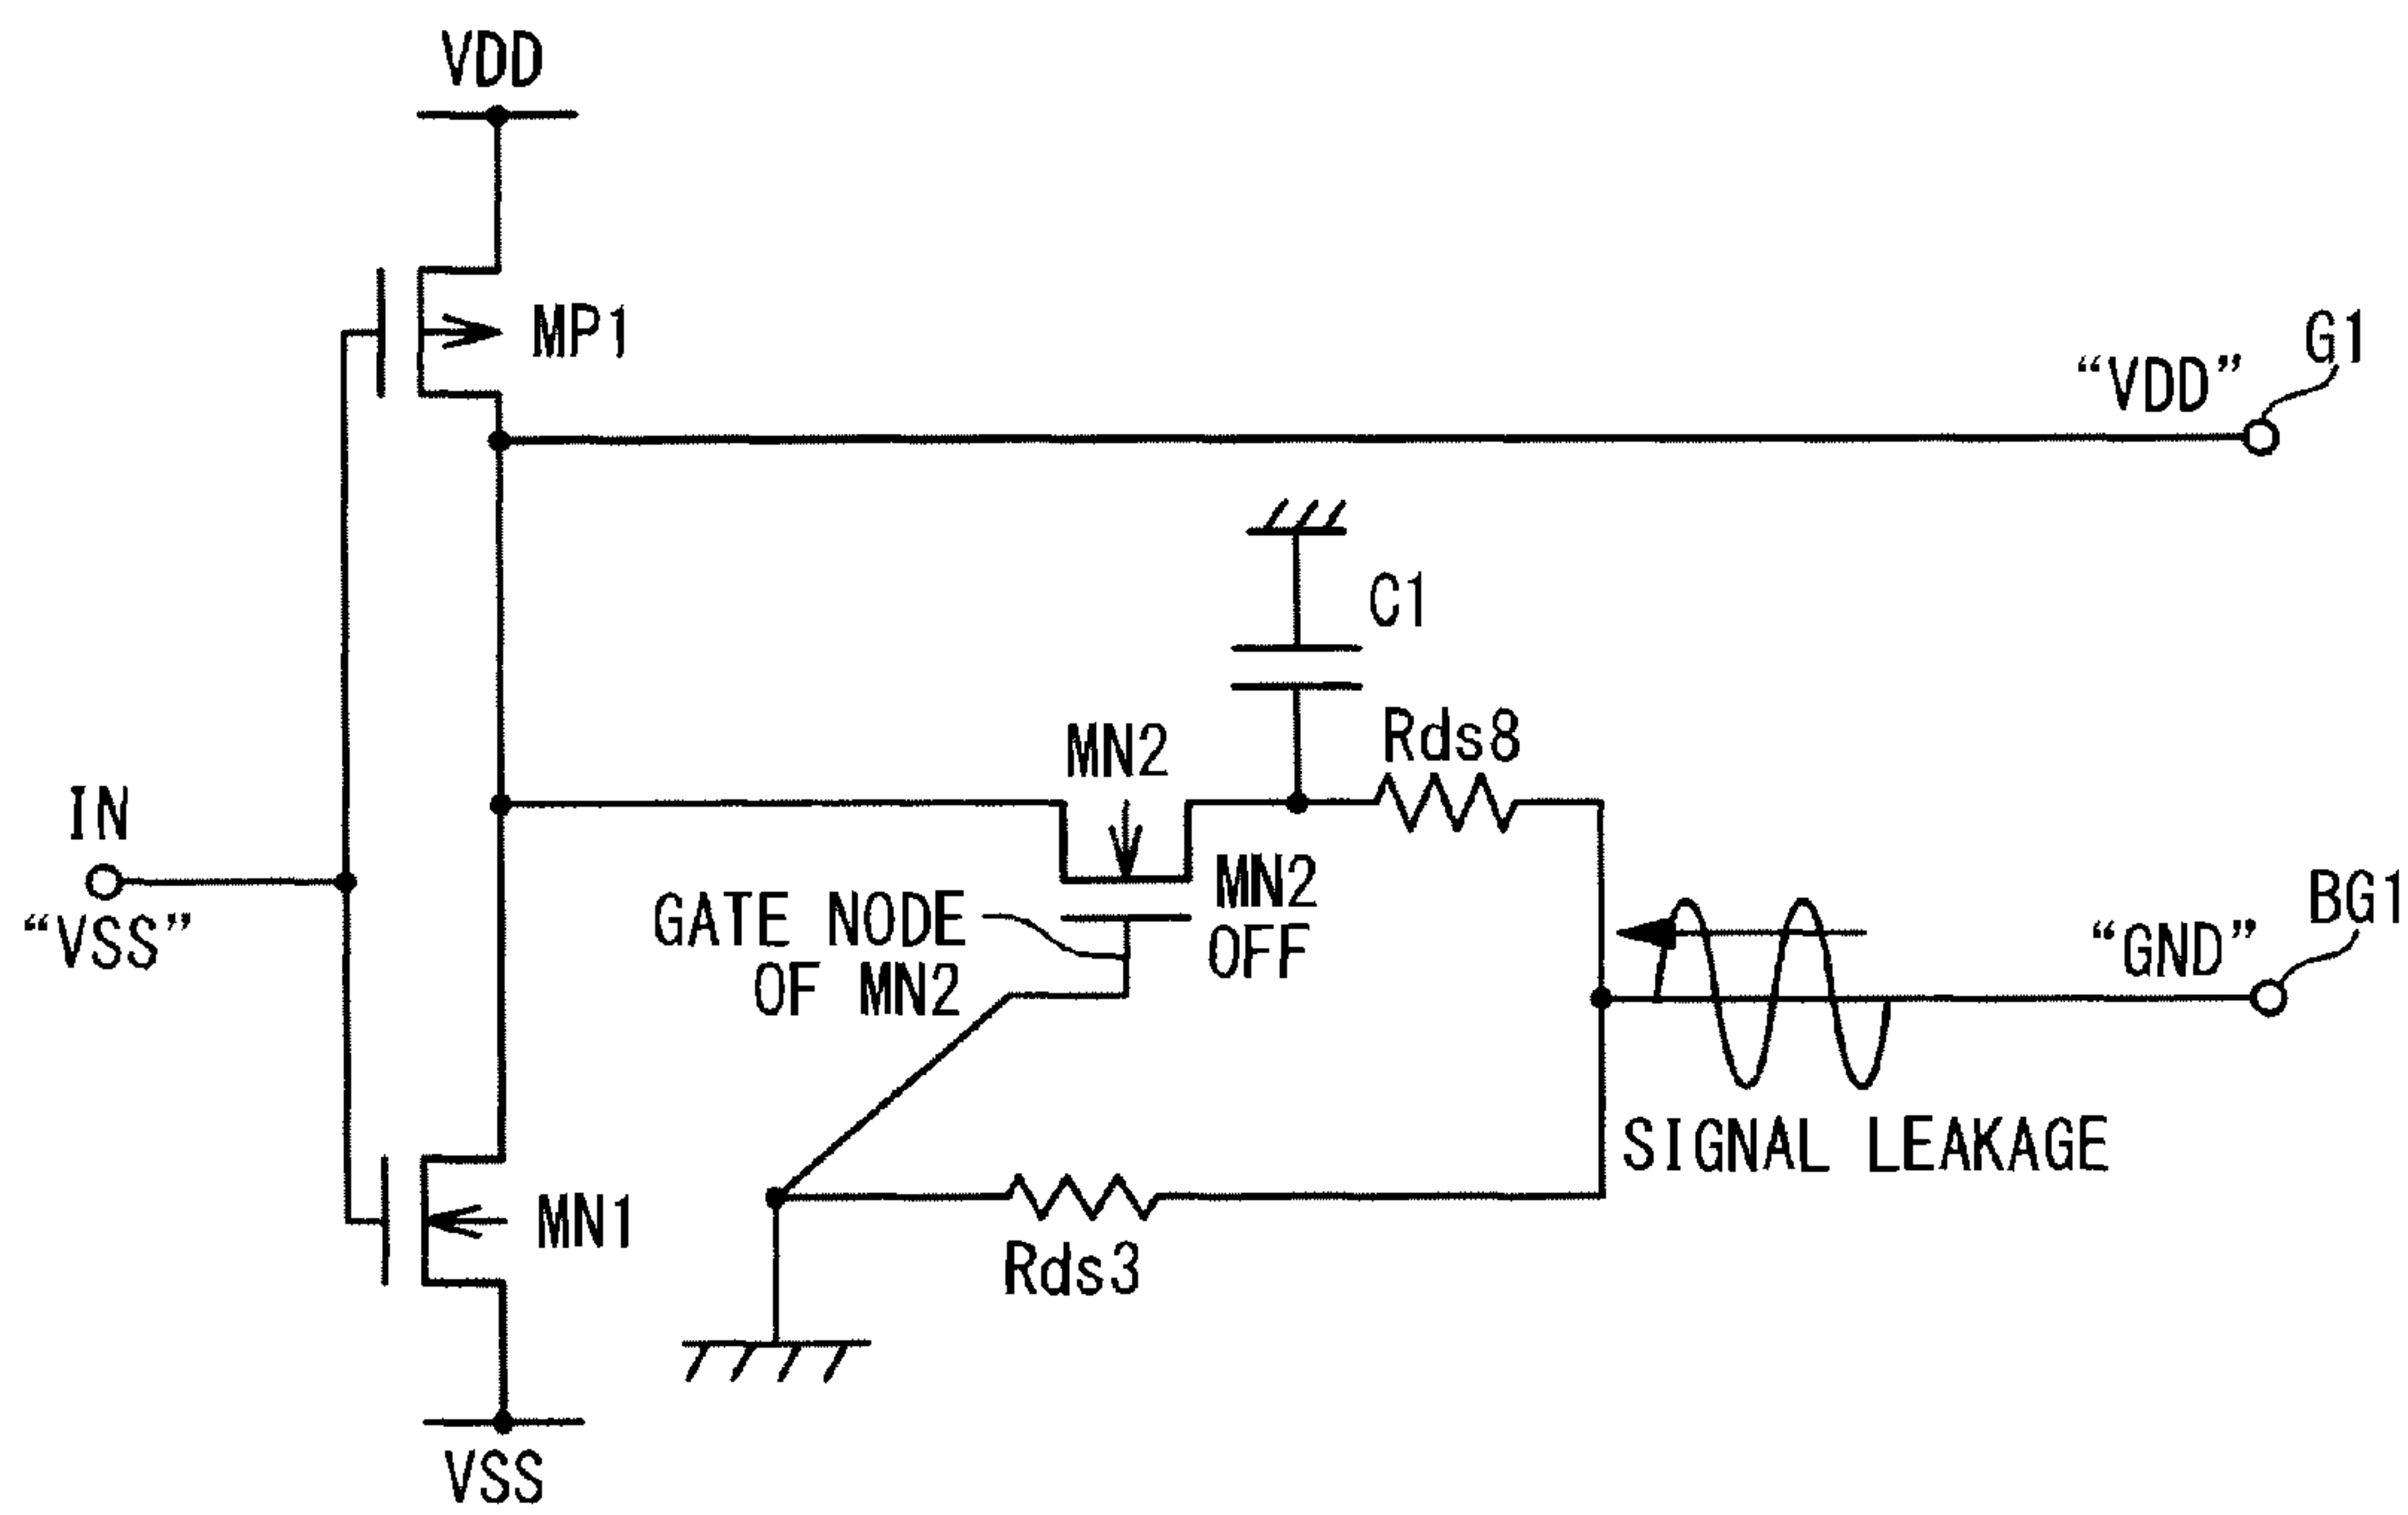 VDD
MP1
G1
“VDD”
C1
MN2
Rds8
IN
“VSS”
GATE NODE
OF MN2
MN2
OFF
BG1
“GND”
SIGNAL LEAKAGE
MN1
Rds3
VSS